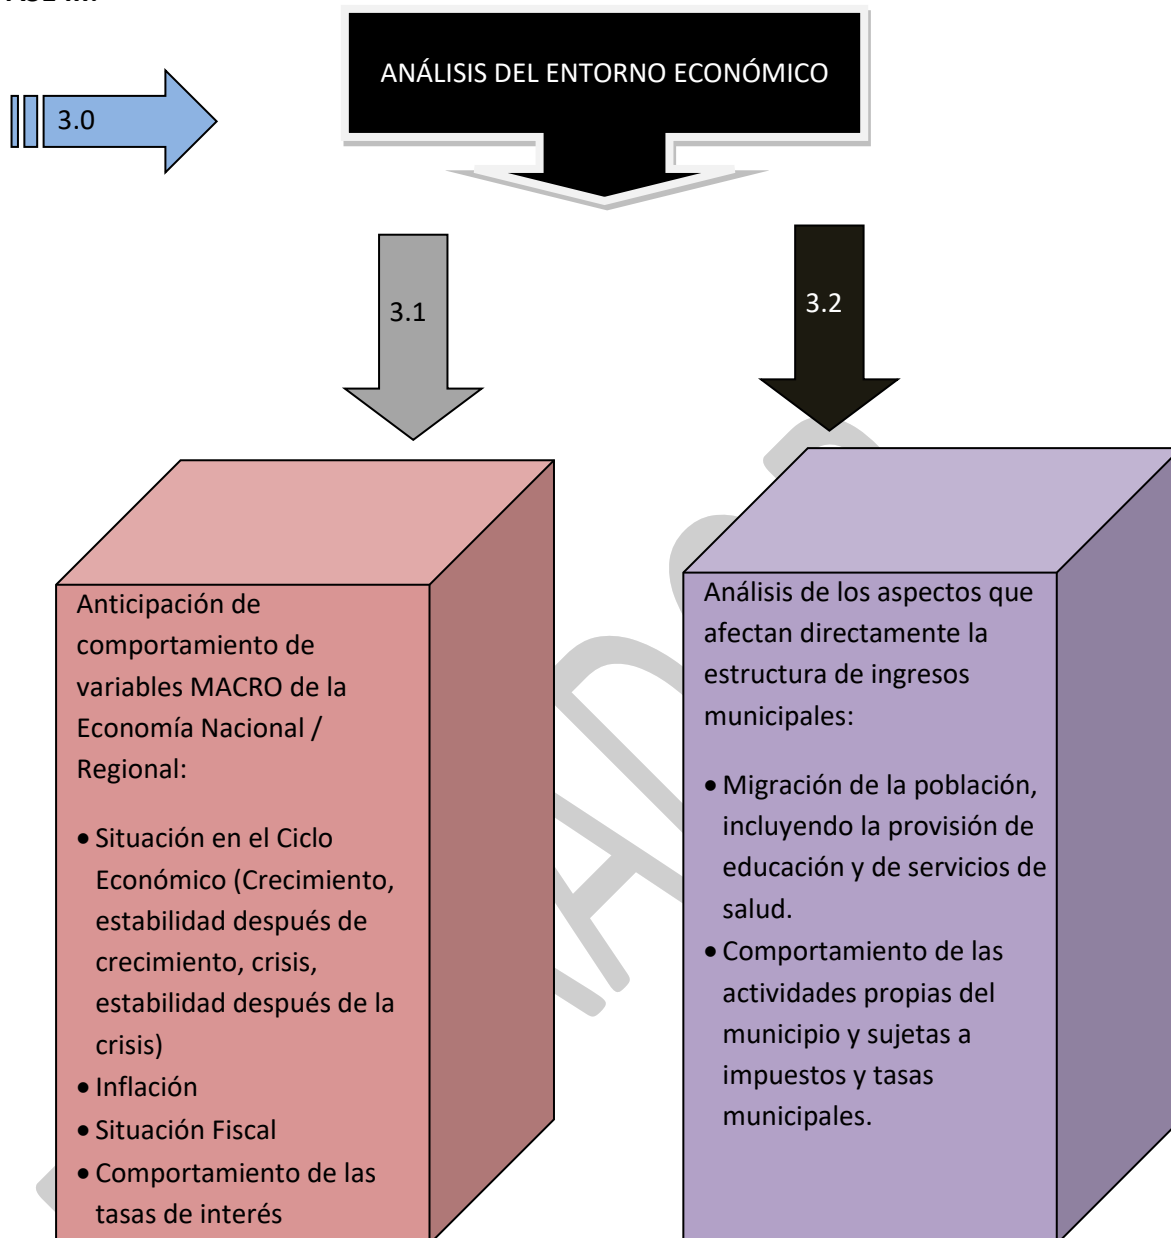 ANÁLISIS DEL ENTORNO ECONÓMICO
3.0
3.1
3.2
Anticipación de
comportamiento de
variables MACRO de la
Economía Nacional /
Regional:
• Situación en el Ciclo
Económico (Crecimiento,
estabilidad después de
crecimiento, crisis,
estabilidad después de la
crisis)
• Inflación
• Situación Fiscal
• Comportamiento de las
tasas de interés
Análisis de los aspectos que
afectan directamente la
estructura de ingresos
municipales:
• Migración de la población,
incluyendo la provisión de
educación y de servicios de
salud.
• Comportamiento de las
actividades propias del
municipio y sujetas a
impuestos y tasas
municipales.